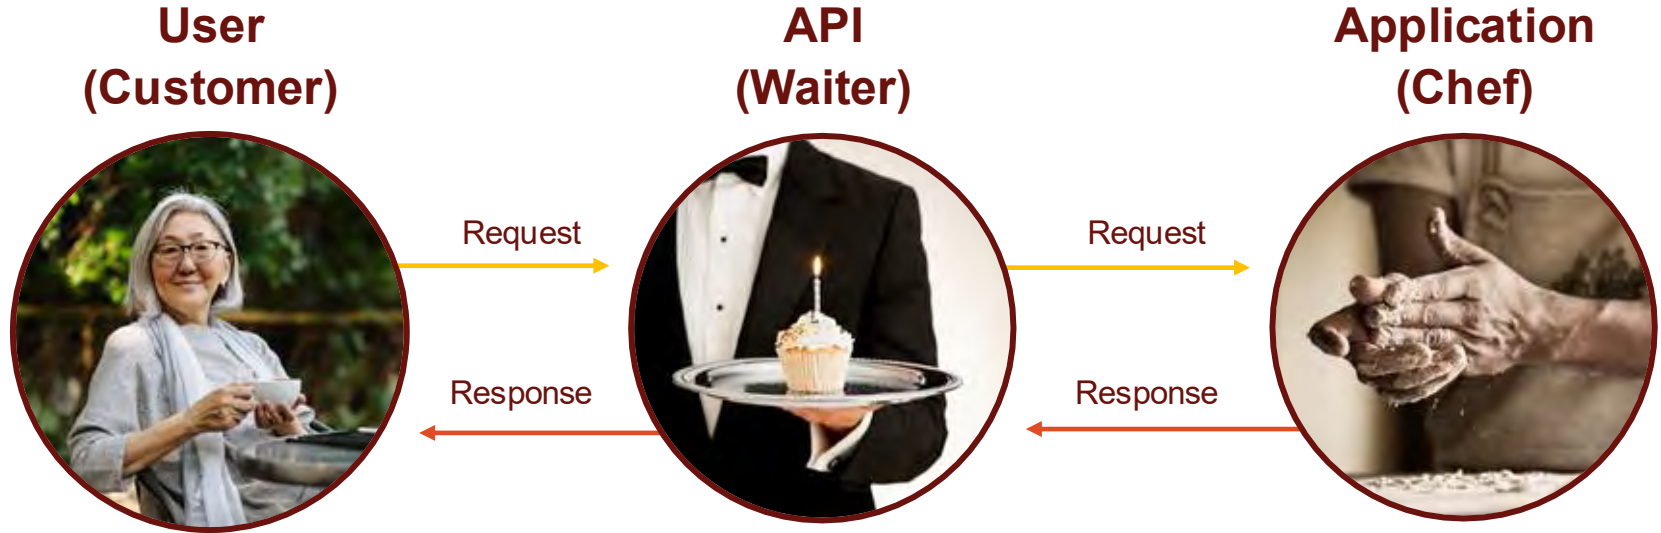 User
(Customer)
API
(Waiter)
Application
(Chef)
Request
Request
Response
Response